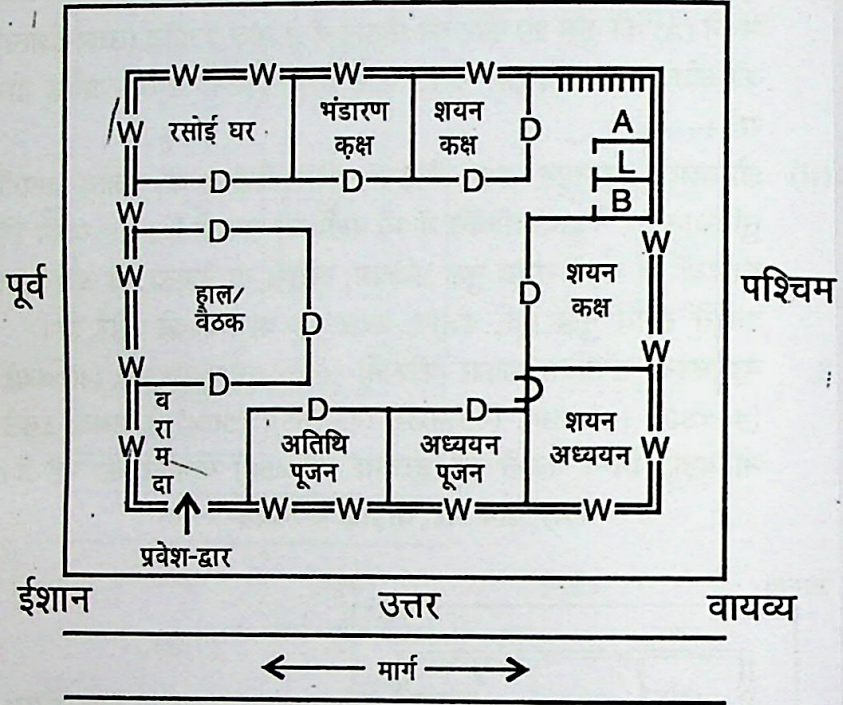 W W W W
W रसोई घर भंडारण शयन D A
कक्ष कक्ष L
D D D B
W D W
पूर्व W हाल/ D D शयन पश्चिम
बैठक कक्ष
W D W
व रा म दा D D D शयन
W अतिथि अध्ययन अध्ययन W
पूजन पूजन
W W W W
प्रवेश-द्वार
ईशान उत्तर वायव्य
मार्ग